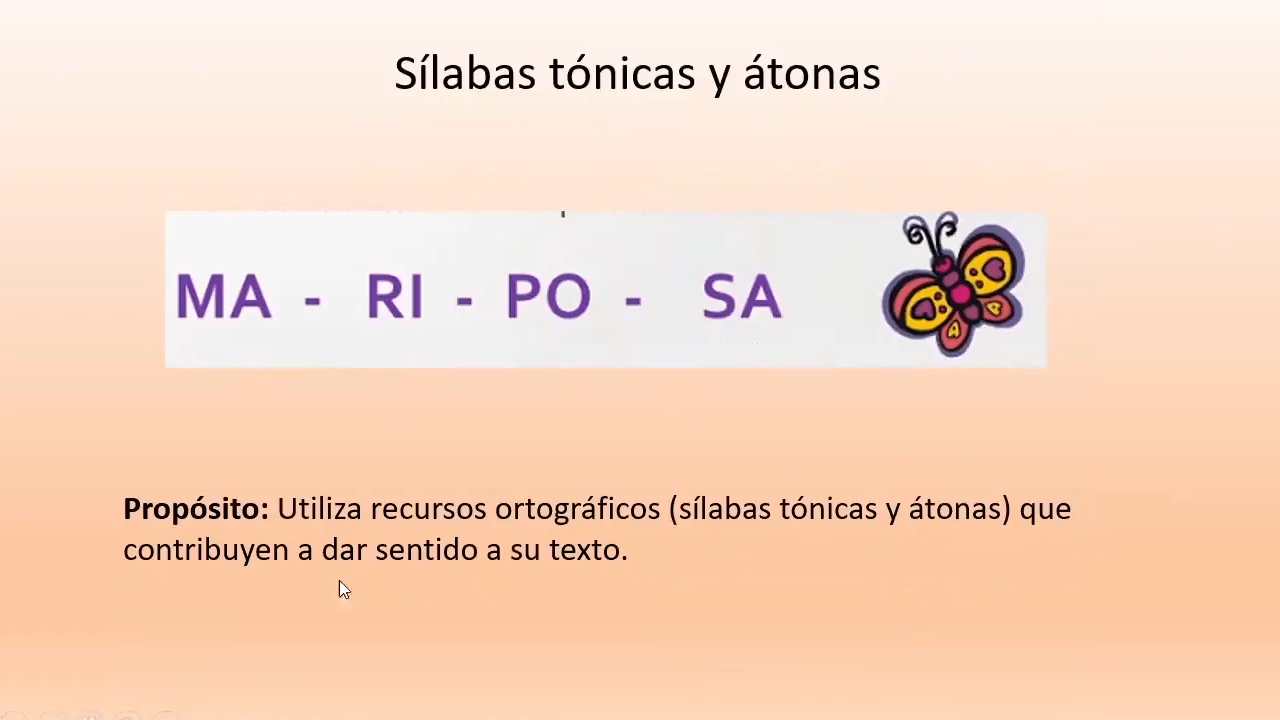 Sílabas tónicas y átonas
MA - RI - PO - SA
Propósito: Utiliza recursos ortográficos (sílabas tónicas y átonas) que
contribuyen a dar sentido a su texto.